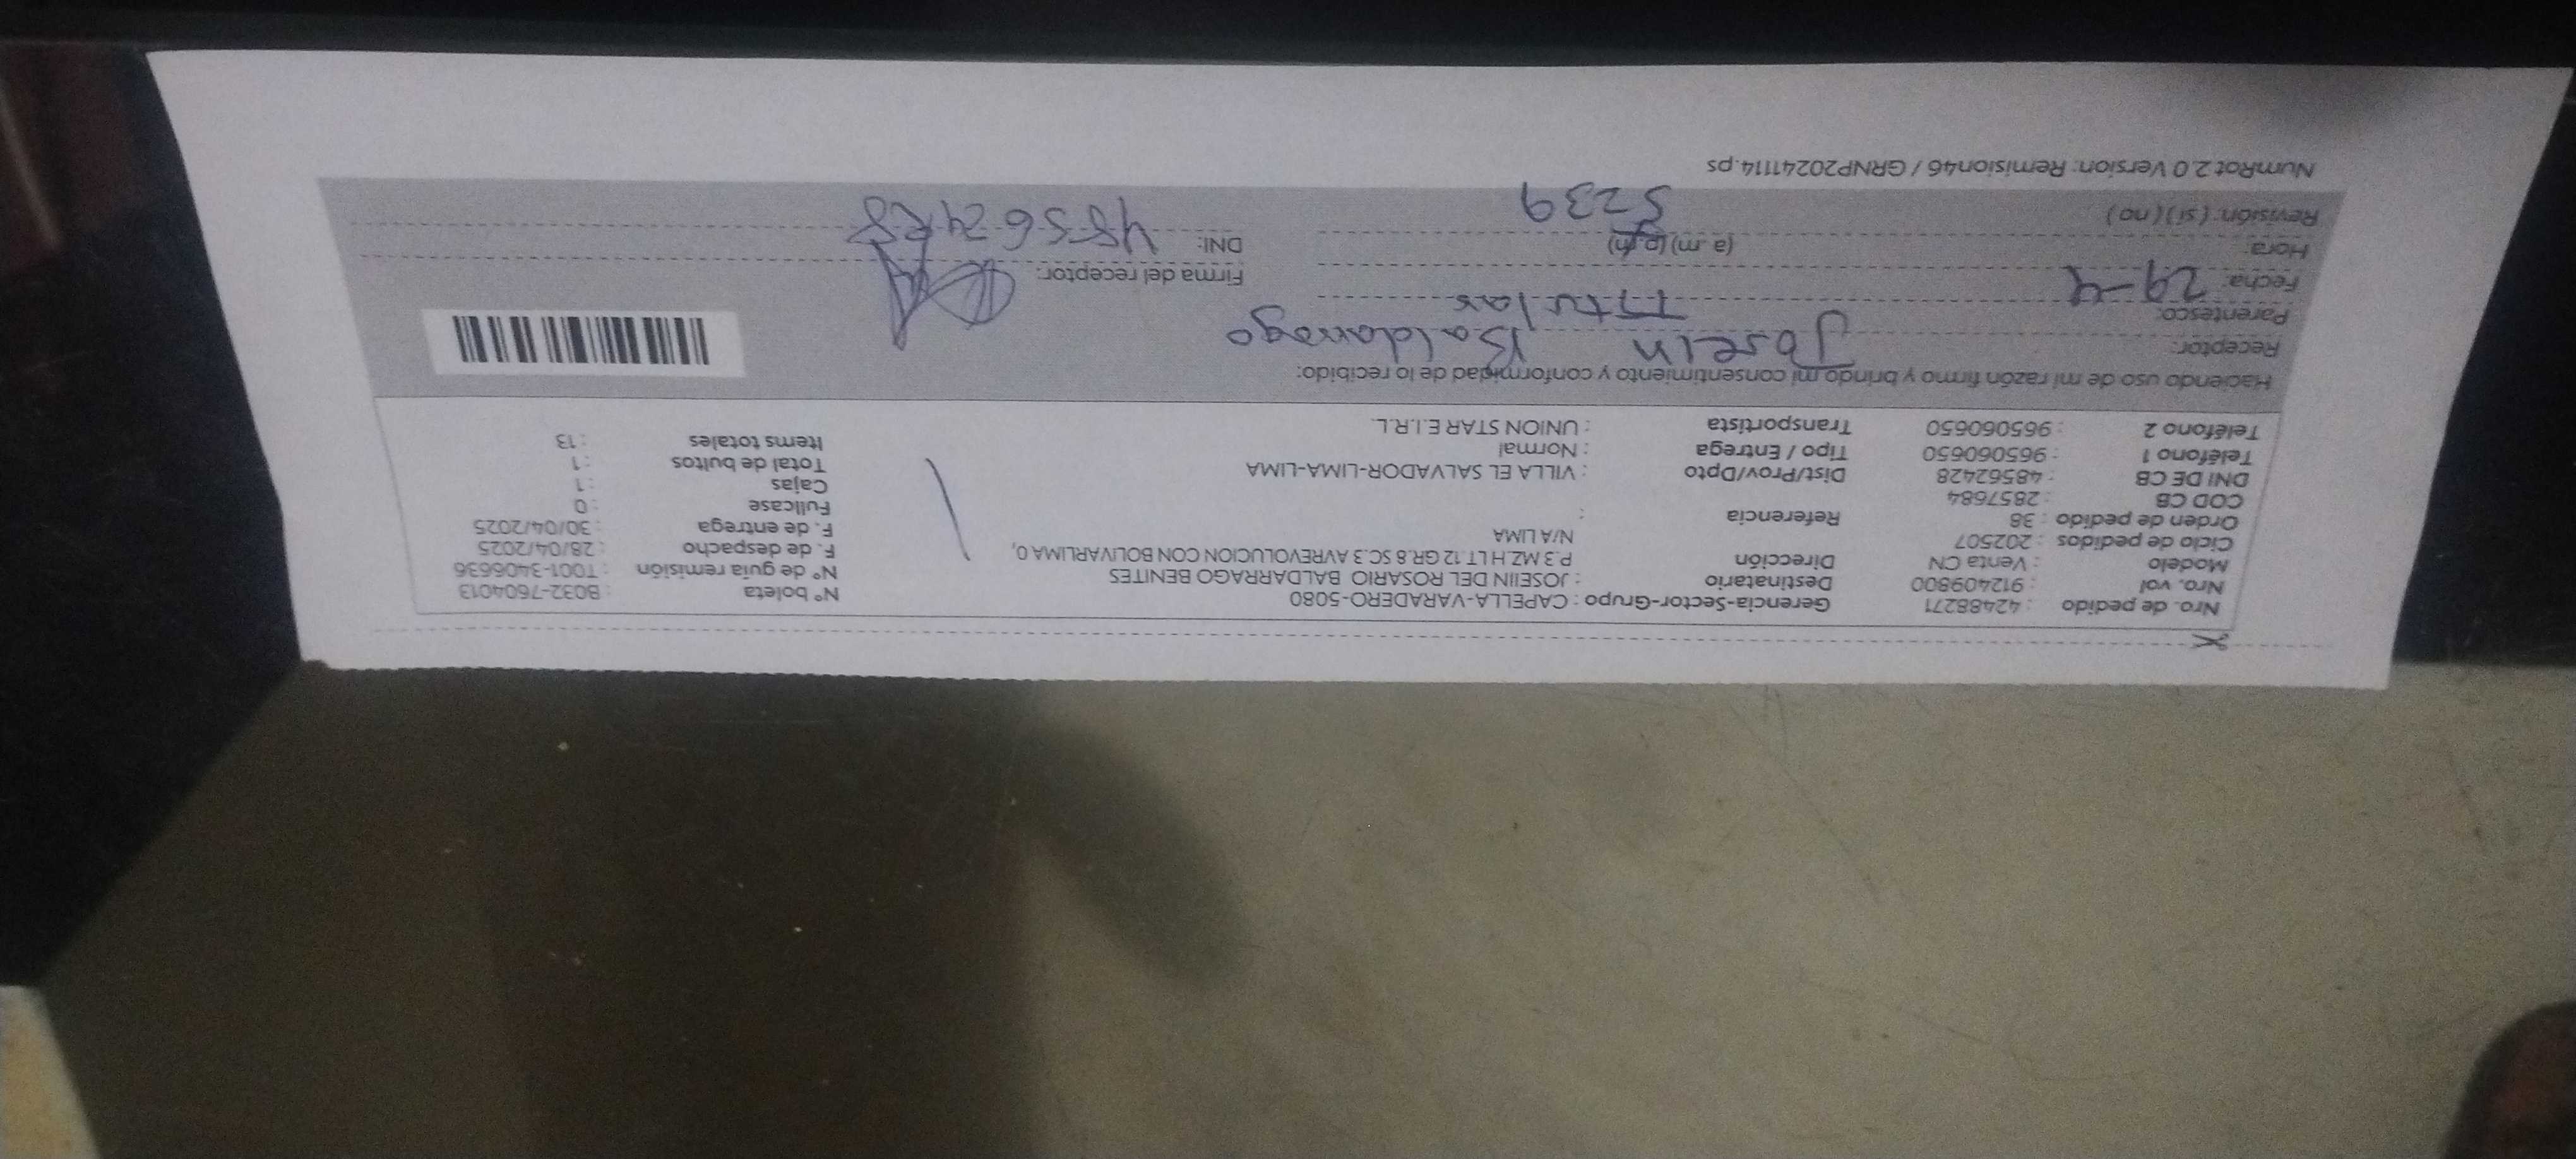 Nro. de pedido : 42488271 Gerencia-Sector-Grupo : CAPELLA-VARADERO-5080 N° boleta : B032-7604013
Nro. vol : 912409800 Destinatario : JOSEIIN DEL ROSARIO BALDARRAGO BENITES N° de guía remisión : T001-3406636
Modelo : Venta CN Dirección P.3 MZ H LT 12 GR.8 SC.3 AVREVOLUCION CON BOLIVARLIMA 0, F. de despacho : 28/04/2025
Ciclo de pedidos : 202507 N/A LIMA F. de entrega : 30/04/2025
Orden de pedido : 38 Referencia : Fullcase : 0
COD CB : 2857684 Cajas : 1
DNI DE CB : 48562428 Dist/Prov/Dpto : VILLA EL SALVADOR-LIMA-LIMA Total de bultos : 1
Teléfono 1 : 965060650 Tipo / Entrega : Normal Items totales : 13
Teléfono 2 : 965060650 Transportista : UNION STAR E.I.R.L.
Haciendo uso de mi razón firmo y brindo mi consentimiento y conformidad de lo recibido:
Receptor: Josein Baldarrago
Parentesco: Titular
Fecha: 29-4 Firma del receptor:
Hora: (a. m) (p. m) DNI: 48562428
Revisión: ( si ) ( no ) 5239
NumRot 2.0 Version: Remision46 / GRNP20241114.ps